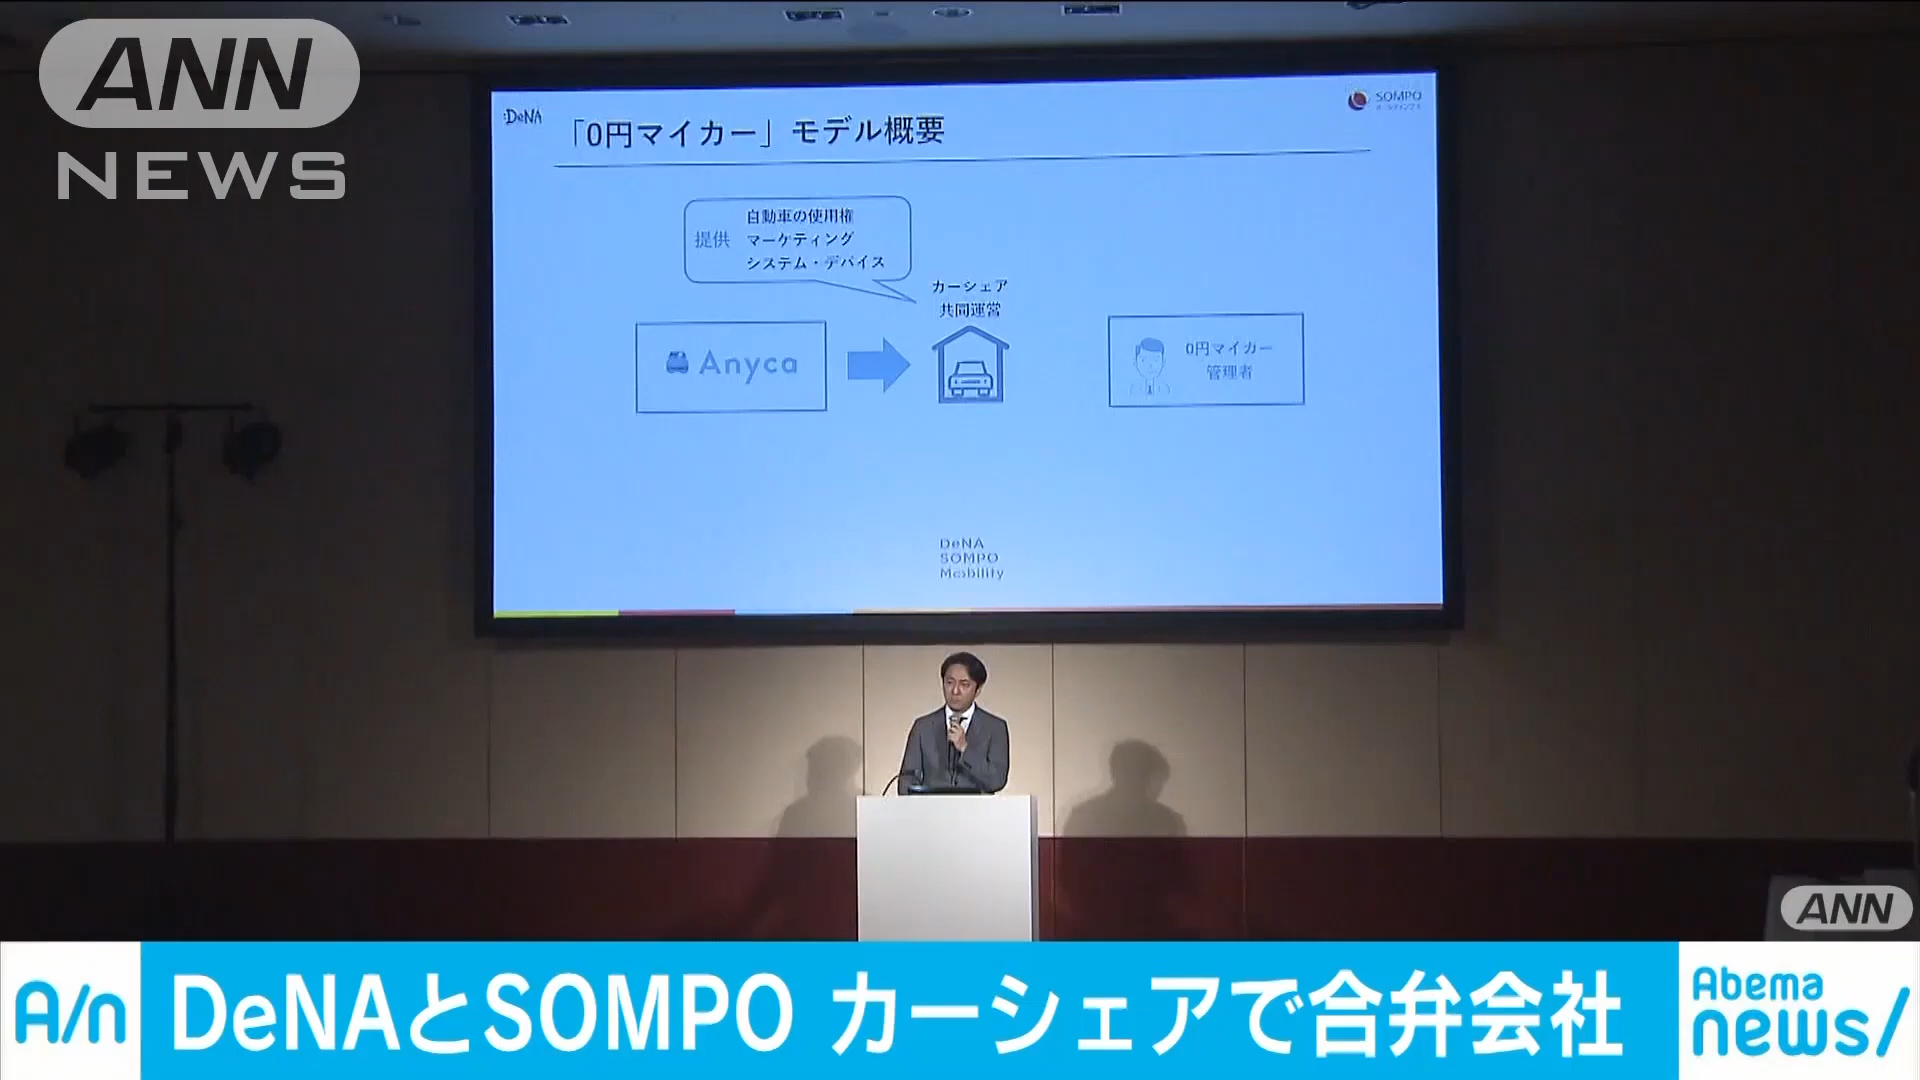 ANN
NEWS
:DeNA
SOMPO
「0円マイカー」モデル概要
提供
自動車の使用権
マーケティング
システム・デバイス
カーシェア
共同運営
Anyca
0円マイカー
管理者
DeNA
SOMPO
Mobility
ANN
A/n
DeNAとSOMPO カーシェアで合弁会社
Abema
news/